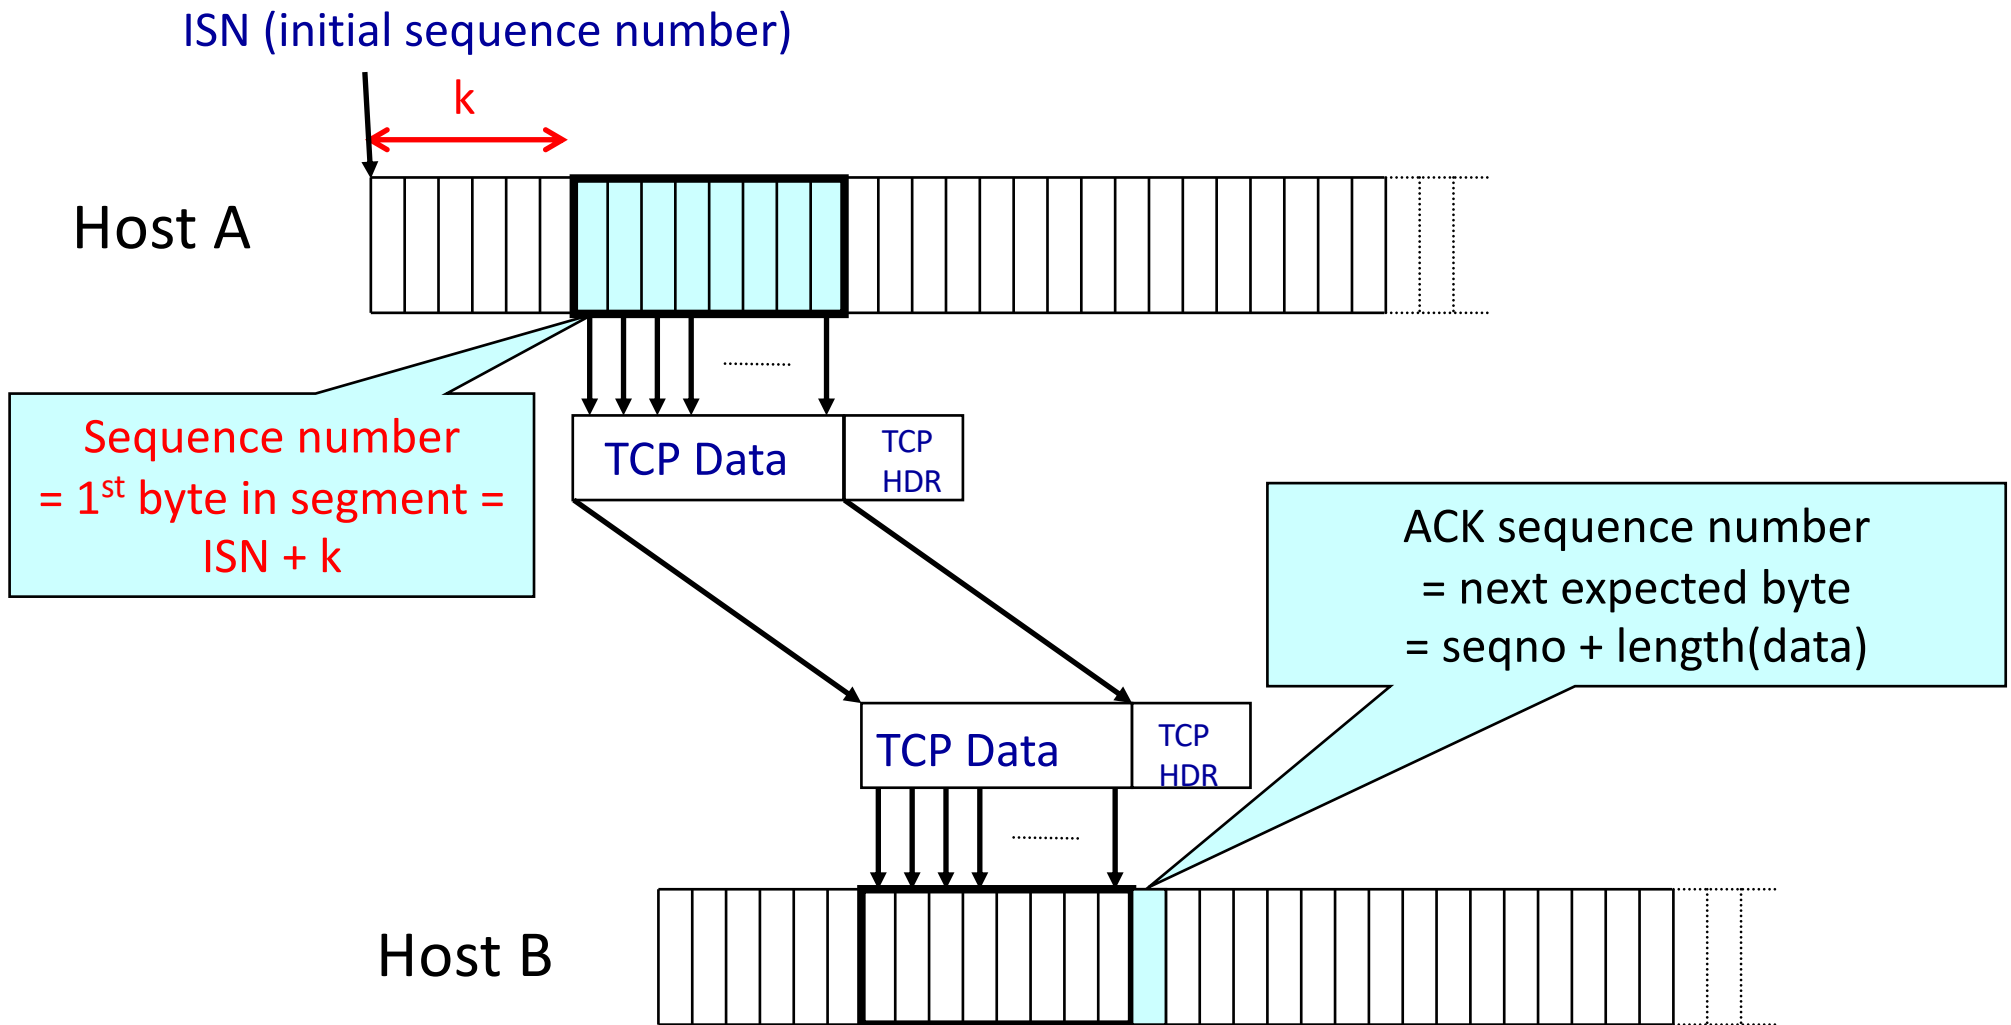 ISN (initial sequence number)
k
Host A
Sequence number
= 1st byte in segment =
ISN + k
TCP Data
TCP
HDR
ACK sequence number
= next expected byte
= seqno + length(data)
TCP Data
TCP
HDR
Host B